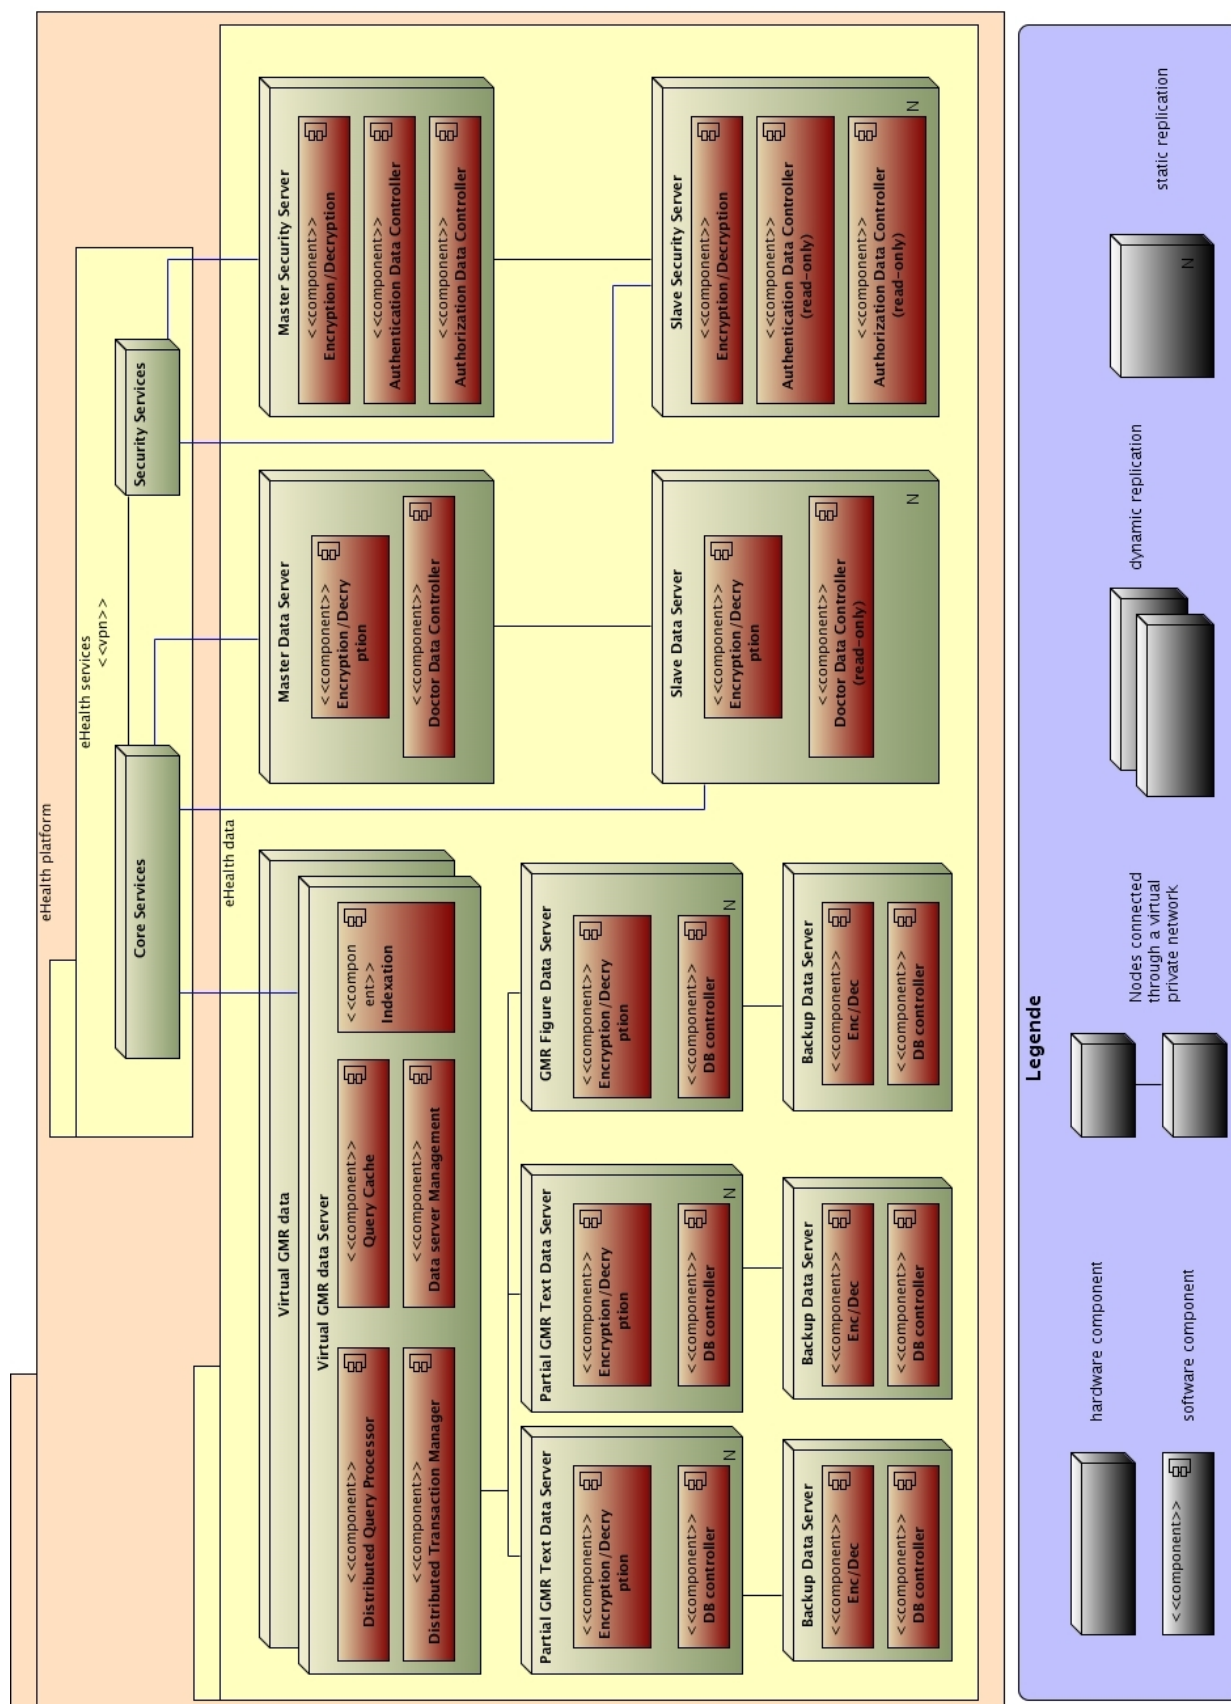 eHealth platform
eHealth services
<<vpn>>
Core Services
Security Services
eHealth data
Virtual GMR data
Virtual GMR data Server
<<component>>
Distributed Query Processor
<<component>>
Query Cache
<<compon
ent>>
Indexation
<<component>>
Distributed Transaction Manager
<<component>>
Data server Management
Master Data Server
<<component>>
Encryption/Decry
ption
<<component>>
Doctor Data Controller
Master Security Server
<<component>>
Encryption/Decryption
<<component>>
Authentication Data Controller
<<component>>
Authorization Data Controller
Partial GMR Text Data Server
<<component>>
Encryption/Decry
ption
<<component>>
DB controller
N
Partial GMR Text Data Server
<<component>>
Encryption/Decry
ption
<<component>>
DB controller
N
GMR Figure Data Server
<<component>>
Encryption/Decry
ption
<<component>>
DB controller
N
Slave Data Server
<<component>>
Encryption/Decry
ption
<<component>>
Doctor Data Controller
(read-only)
N
Slave Security Server
<<component>>
Encryption/Decryption
<<component>>
Authentication Data Controller
(read-only)
<<component>>
Authorization Data Controller
(read-only)
N
Backup Data Server
<<component>>
Enc/Dec
<<component>>
DB controller
Backup Data Server
<<component>>
Enc/Dec
<<component>>
DB controller
Backup Data Server
<<component>>
Enc/Dec
<<component>>
DB controller
Legende
hardware component
<<component>>
software component
Nodes connected
through a virtual
private network
dynamic replication
N
static replication